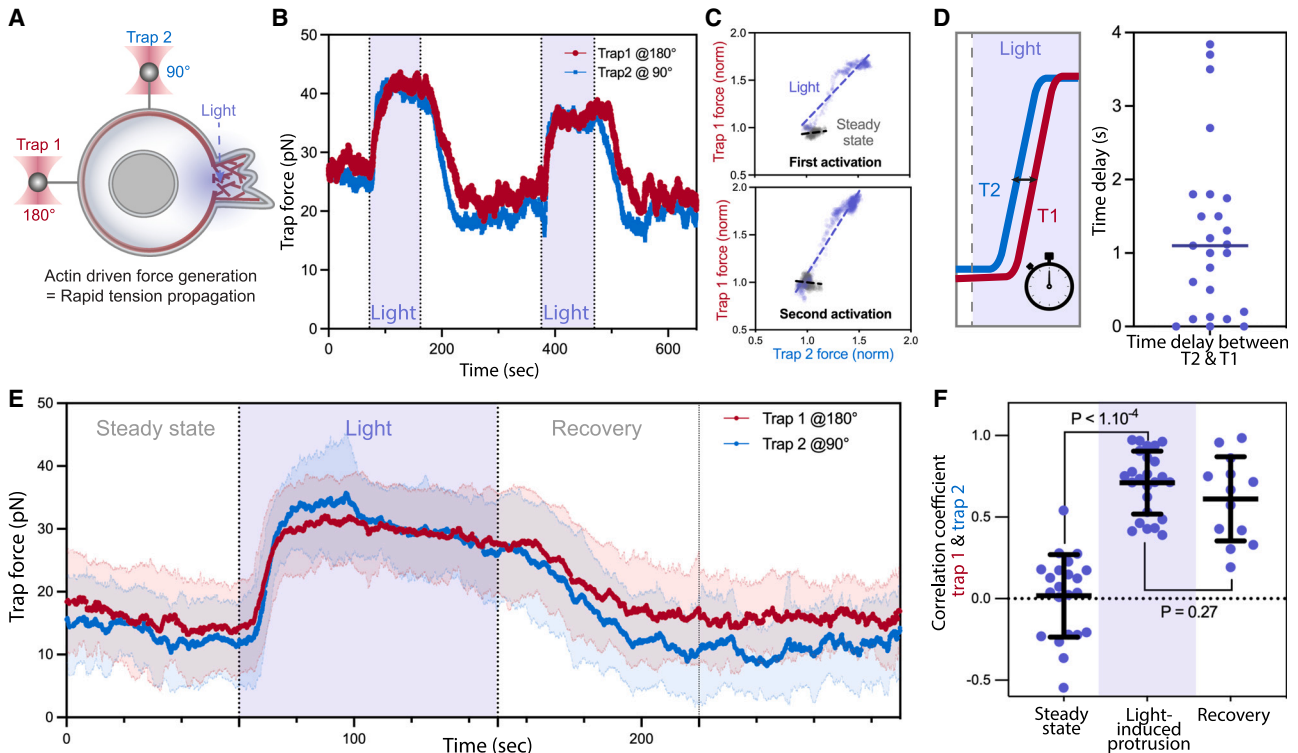 A
Trap 2
90°
Light
Trap 1
180°
Actin driven force generation
= Rapid tension propagation
B
50
40
30
20
10
0
Trap force (pN)
Trap1 @180°
Trap2 @ 90°
Light
Light
0
200
400
600
Time (sec)
C
2.0
1.5
1.0
0.5
Trap 1 force (norm)
Light
Steady
state
First activation
2.0
1.5
1.0
0.5
Trap 1 force (norm)
Second activation
1.0
1.5
2.0
Trap 2 force (norm)
D
Light
T2
T1
4
3
2
1
0
Time delay (s)
Time delay between
T2 & T1
E
50
40
30
20
10
0
Trap force (pN)
Steady state
Light
Recovery
Trap 1 @180°
Trap 2 @90°
0
100
200
Time (sec)
F
P < 1.10-4
1.0
0.5
0.0
-0.5
Correlation coefficient
trap 1 & trap 2
P = 0.27
Steady
state
Light-
induced
protrusion
Recovery